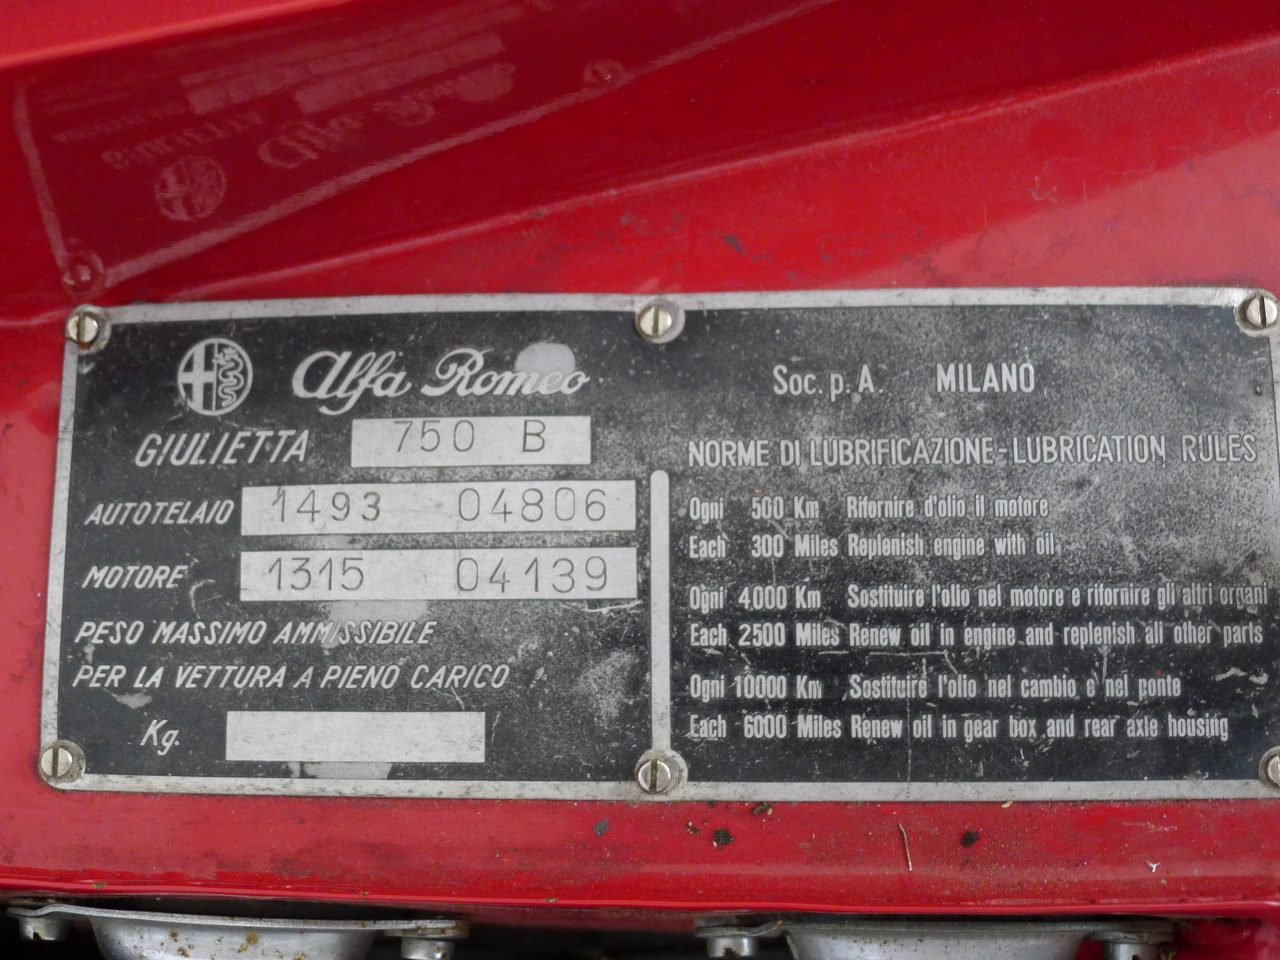 Alfa Romeo
GIULIETTA 750 B
AUTOTELAIO 1493 04806
MOTORE 1315 04139
PESO MASSIMO AMMISSIBILE
PER LA VETTURA A PIENO CARICO
Kg.
Soc. p. A. MILANO
NORME DI LUBRIFICAZIONE-LUBRICATION RULES
Ogni 500 Km Rifornire d'olio il motore
Each 300 Miles Replenish engine with oil
Ogni 4000 Km Sostituire l'olio nel motore e rifornire gli altri organi
Each 2500 Miles Renew oil in engine and replenish all other parts
Ogni 10000 Km Sostituire l'olio nel cambio e nel ponte
Each 6000 Miles Renew oil in gear box and rear axle housing